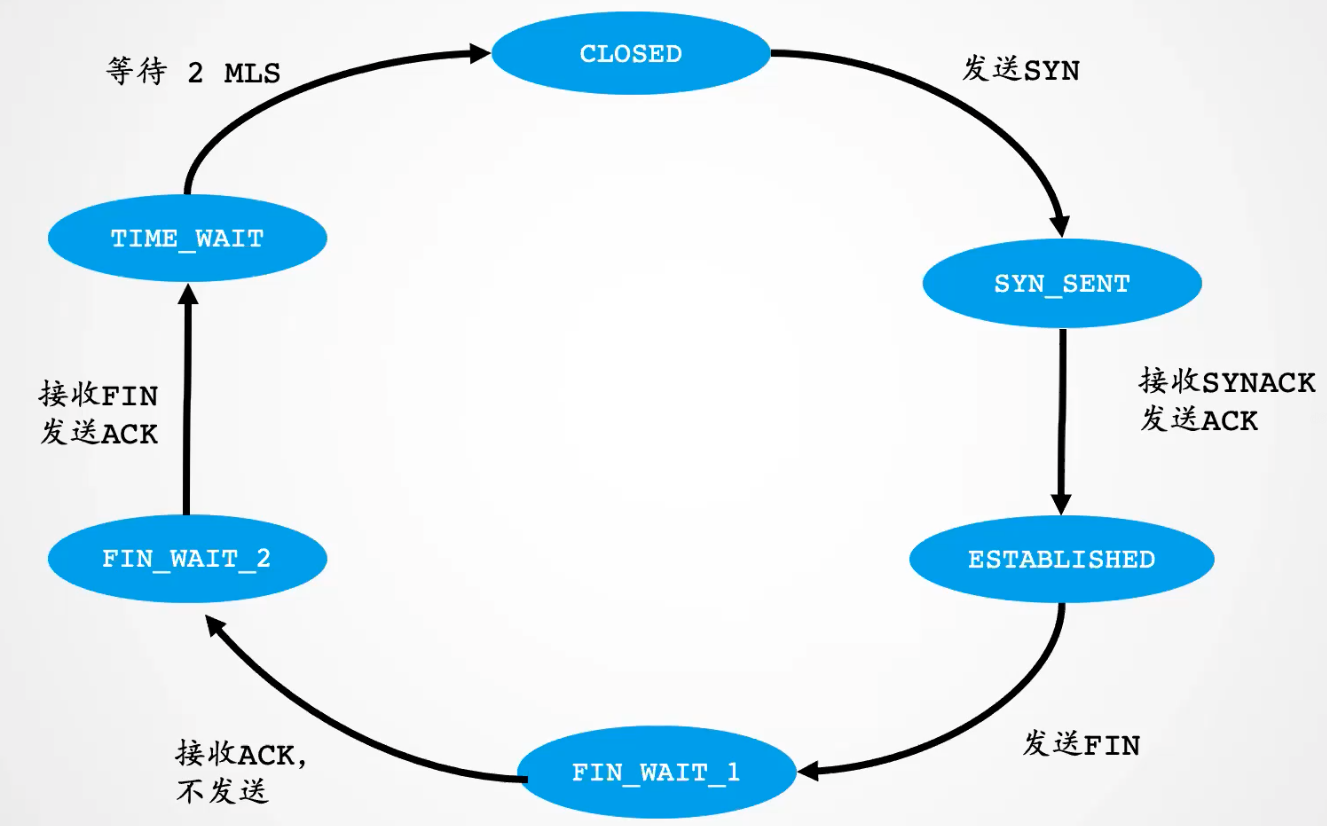 CLOSED
等待 2 MLS
发送SYN
TIME_WAIT
SYN_SENT
接收SYNACK
发送ACK
接收FIN
发送ACK
FIN_WAIT_2
ESTABLISHED
发送FIN
接收ACK,
不发送
FIN_WAIT_1